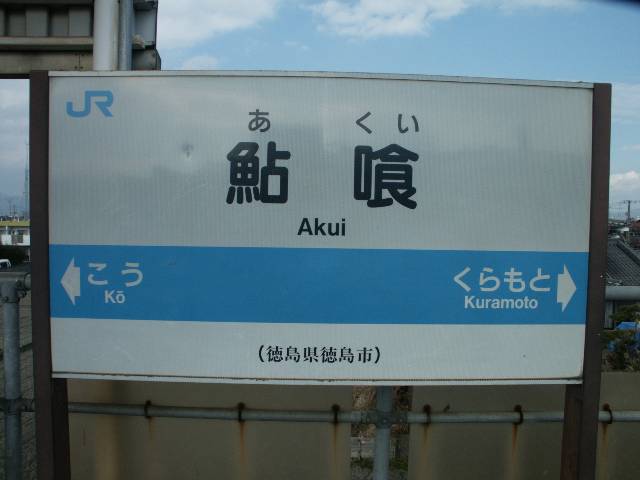 JR
あ くい
鮎 喰
Akui
こう くらもと
Kō Kuramoto
（徳島県徳島市）